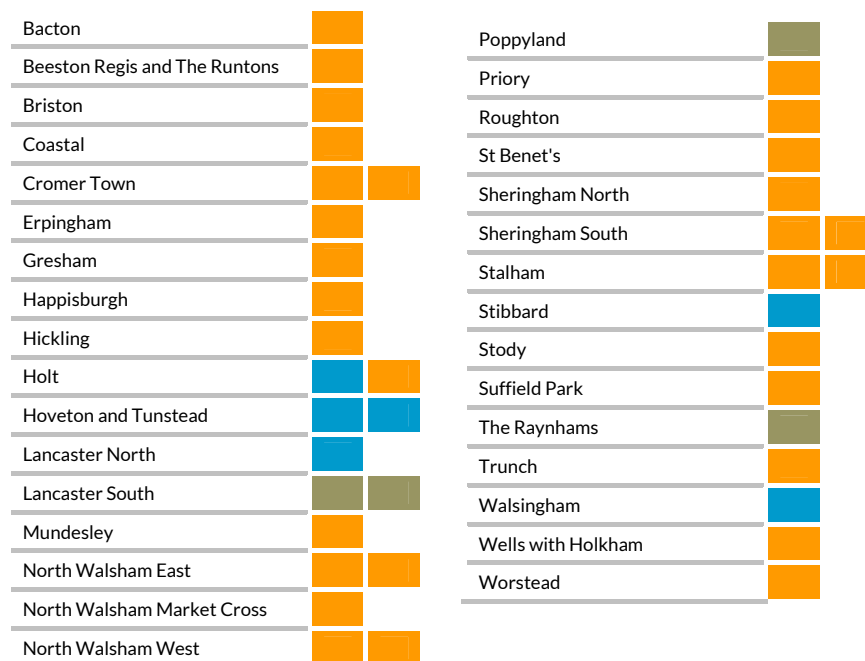 Bacton
Beeston Regis and The Runtons
Briston
Coastal
Cromer Town
Erpingham
Gresham
Happisburgh
Hickling
Holt
Hoveton and Tunstead
Lancaster North
Lancaster South
Mundesley
North Walsham East
North Walsham Market Cross
North Walsham West
Poppyland
Priory
Roughton
St Benet's
Sheringham North
Sheringham South
Stalham
Stibbard
Stody
Suffield Park
The Raynhams
Trunch
Walsingham
Wells with Holkham
Worstead